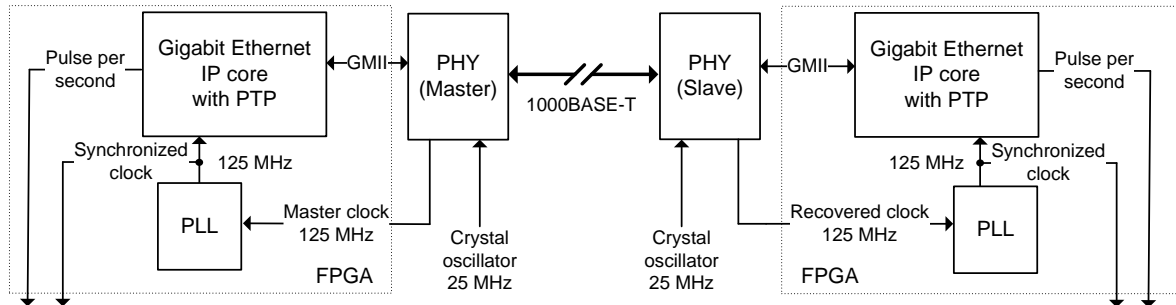 Pulse per
second
Gigabit Ethernet
IP core
with PTP
GMII
PHY
(Master)
1000BASE-T
PHY
(Slave)
GMII
Gigabit Ethernet
IP core
with PTP
Pulse per
second
Synchronized
clock
125 MHz
PLL
Master clock
125 MHz
Crystal
oscillator
25 MHz
FPGA
Crystal
oscillator
25 MHz
Recovered clock
125 MHz
125 MHz
Synchronized
clock
PLL
FPGA